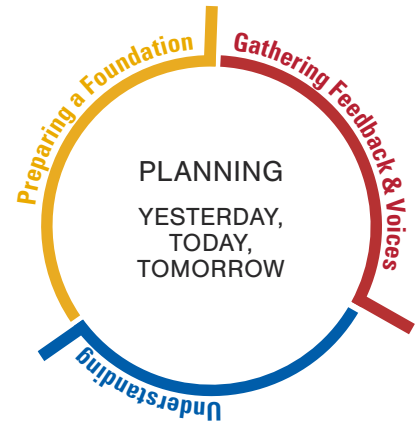 Preparing a Foundation
Gathering Feedback & Voices
PLANNING
YESTERDAY,
TODAY,
TOMORROW
Understanding